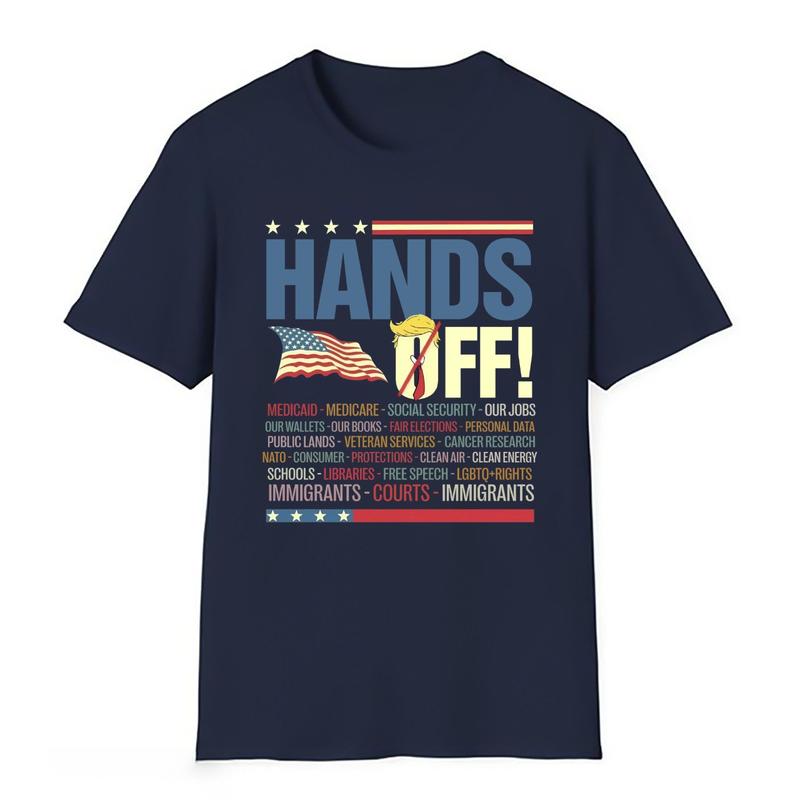 HANDS
OFF!
MEDICAID - MEDICARE - SOCIAL SECURITY - OUR JOBS
OUR WALLETS - OUR BOOKS - FAIR ELECTIONS - PERSONAL DATA
PUBLIC LANDS - VETERAN SERVICES - CANCER RESEARCH
NATO - CONSUMER - PROTECTIONS - CLEAN AIR - CLEAN ENERGY
SCHOOLS - LIBRARIES - FREE SPEECH - LGBTQ+RIGHTS
IMMIGRANTS - COURTS - IMMIGRANTS